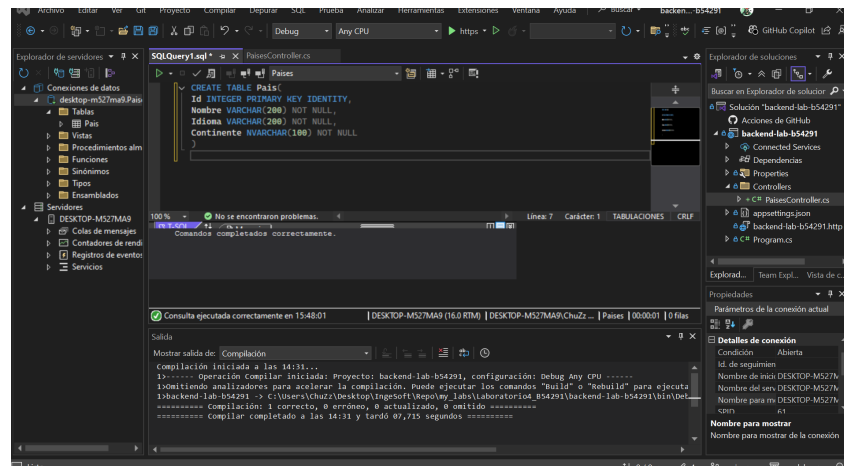 Archivo Editar Ver Git Proyecto Compilar Depurar SQL Prueba Analizar Herramientas Extensiones Ventana Ayuda Buscar backen...-b54291
Debug Any CPU https GitHub Copilot
Explorador de servidores
Conexiones de datos
desktop-m527ma9.Pais
Tablas
Pais
Vistas
Procedimientos alm
Funciones
Sinónimos
Tipos
Ensamblados
Servidores
DESKTOP-M527MA9
Colas de mensajes
Contadores de rendi
Registros de eventos
Servicios
SQLQuery1.sql * PaisesController.cs
Paises
CREATE TABLE Pais(
Id INTEGER PRIMARY KEY IDENTITY,
Nombre VARCHAR(200) NOT NULL,
Idioma VARCHAR(200) NOT NULL,
Continente NVARCHAR(100) NOT NULL
)
100 % No se encontraron problemas. Línea: 7 Carácter: 1 TABULACIONES CRLF
Comandos completados correctamente.
Consulta ejecutada correctamente en 15:48:01 | DESKTOP-M527MA9 (16.0 RTM) | DESKTOP-M527MA9\ChuZz ... | Paises | 00:00:01 | 0 filas
Salida
Mostrar salida de: Compilación
Compilación iniciada a las 14:31...
1>------ Operación Compilar iniciada: Proyecto: backend-lab-b54291, configuración: Debug Any CPU ------
1>Omitiendo analizadores para acelerar la compilación. Puede ejecutar los comandos "Build" o "Rebuild" para ejecuta
1>backend-lab-b54291 -> C:\Users\ChuZz\Desktop\IngeSoft\Repo\my_labs\Laboratorio4_B54291\backend-lab-b54291\bin\Deb
========== Compilación: 1 correcto, 0 erróneo, 0 actualizado, 0 omitido ==========
========== Compilar completado a las 14:31 y tardó 07,715 segundos ==========
Explorador de soluciones
Buscar en Explorador de solucior
Solución "backend-lab-b54291"
Acciones de GitHub
backend-lab-b54291
Connected Services
Dependencias
Properties
Controllers
+ C# PaisesController.cs
appsettings.json
backend-lab-b54291.http
C# Program.cs
Explorad... Team Expl... Vista de c...
Propiedades
Parámetros de la conexión actual
Detalles de conexión
Condición Abierta
Id. de seguimien
Nombre de inici DESKTOP-M527M
Nombre del serv DESKTOP-M527M
Nombre para m DESKTOP-M527M
SPID 61
Nombre para mostrar
Nombre para mostrar de la conexión